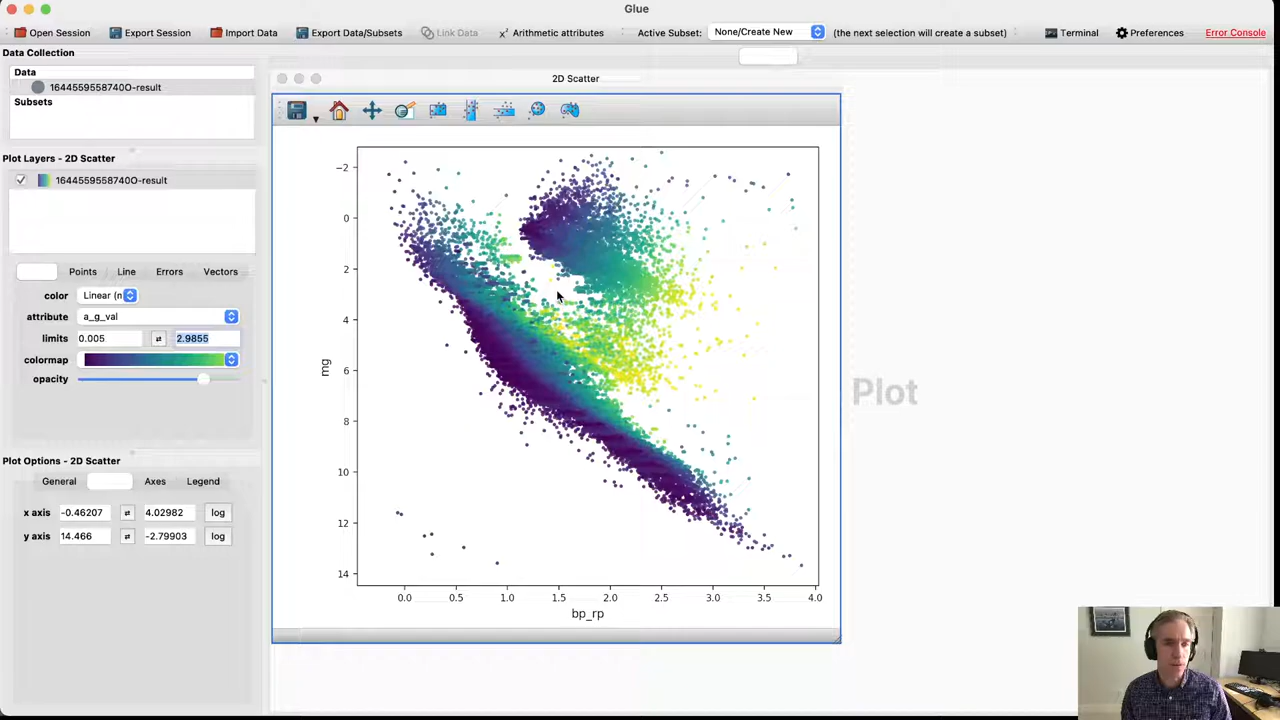 Glue
Open Session Export Session Import Data Export Data/Subsets Link Data Arithmetic attributes Active Subset: None/Create New (the next selection will create a subset) Terminal Preferences Error Console
Data Collection
Data
16445595587400-result
Subsets
Plot Layers - 2D Scatter
16445595587400-result
Points Line Errors Vectors
color Linear (n
attribute a_g_val
limits 0.005 2.9855
colormap
opacity
Plot Options - 2D Scatter
General Axes Legend
x axis -0.46207 4.02982 log
y axis 14.466 -2.79903 log
2D Scatter
−2
0
2
4
6
8
10
12
14
mg
0.0 0.5 1.0 1.5 2.0 2.5 3.0 3.5 4.0
bp_rp
Plot